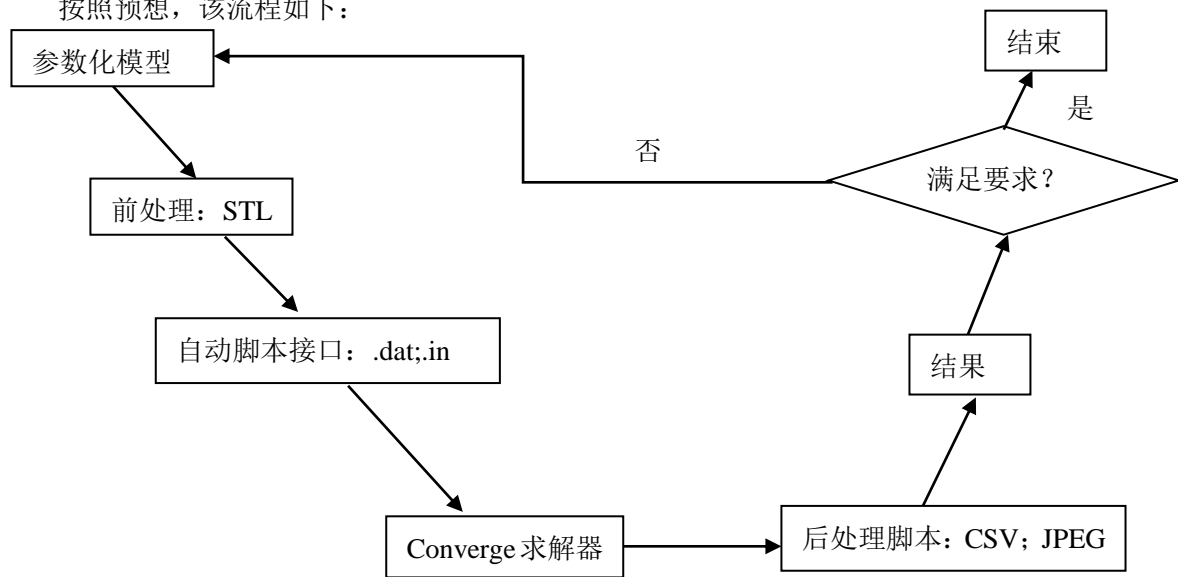 按照预想，该流程如下：
参数化模型
前处理：STL
自动脚本接口：.dat;.in
Converge求解器
后处理脚本：CSV；JPEG
结果
满足要求？
否
是
结束